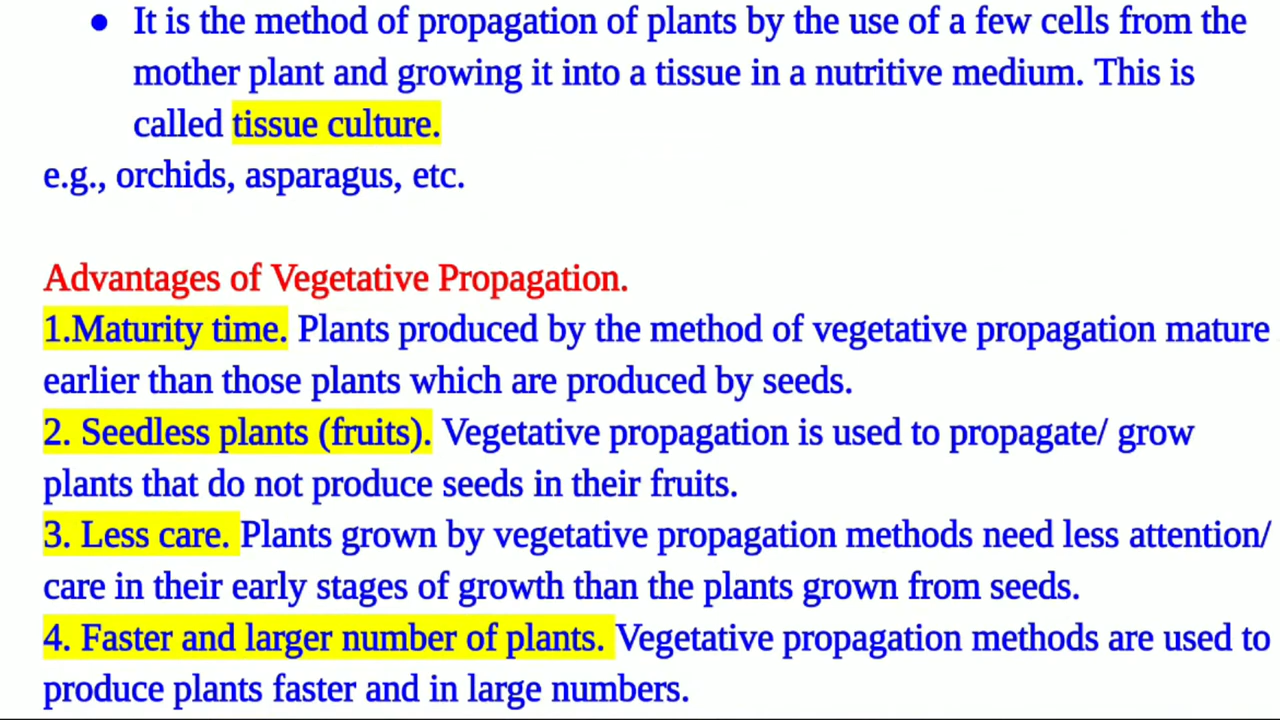 ● It is the method of propagation of plants by the use of a few cells from the
mother plant and growing it into a tissue in a nutritive medium. This is
called tissue culture.
e.g., orchids, asparagus, etc.
Advantages of Vegetative Propagation.
1.Maturity time. Plants produced by the method of vegetative propagation mature
earlier than those plants which are produced by seeds.
2. Seedless plants (fruits). Vegetative propagation is used to propagate/ grow
plants that do not produce seeds in their fruits.
3. Less care. Plants grown by vegetative propagation methods need less attention/
care in their early stages of growth than the plants grown from seeds.
4. Faster and larger number of plants. Vegetative propagation methods are used to
produce plants faster and in large numbers.